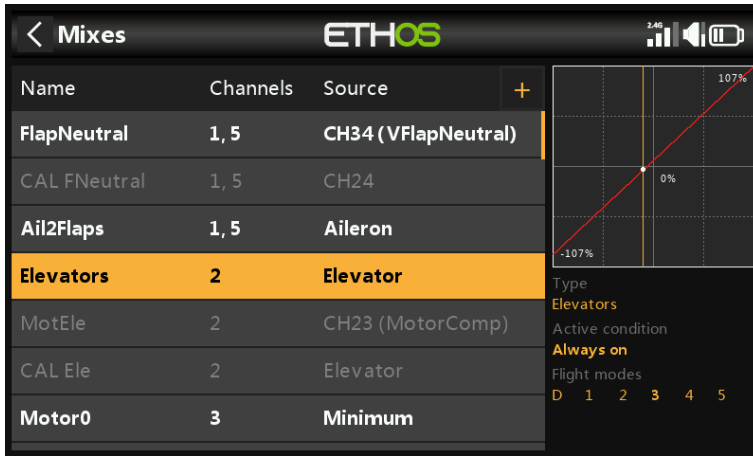 Mixes
ETHOS
2.4G
Name Channels Source +
FlapNeutral 1, 5 CH34 (VFlapNeutral)
CAL FNeutral 1, 5 CH24
Ail2Flaps 1, 5 Aileron
Elevators 2 Elevator
MotEle 2 CH23 (MotorComp)
CAL Ele 2 Elevator
Motor0 3 Minimum
107%
0%
-107%
Type
Elevators
Active condition
Always on
Flight modes
D 1 2 3 4 5